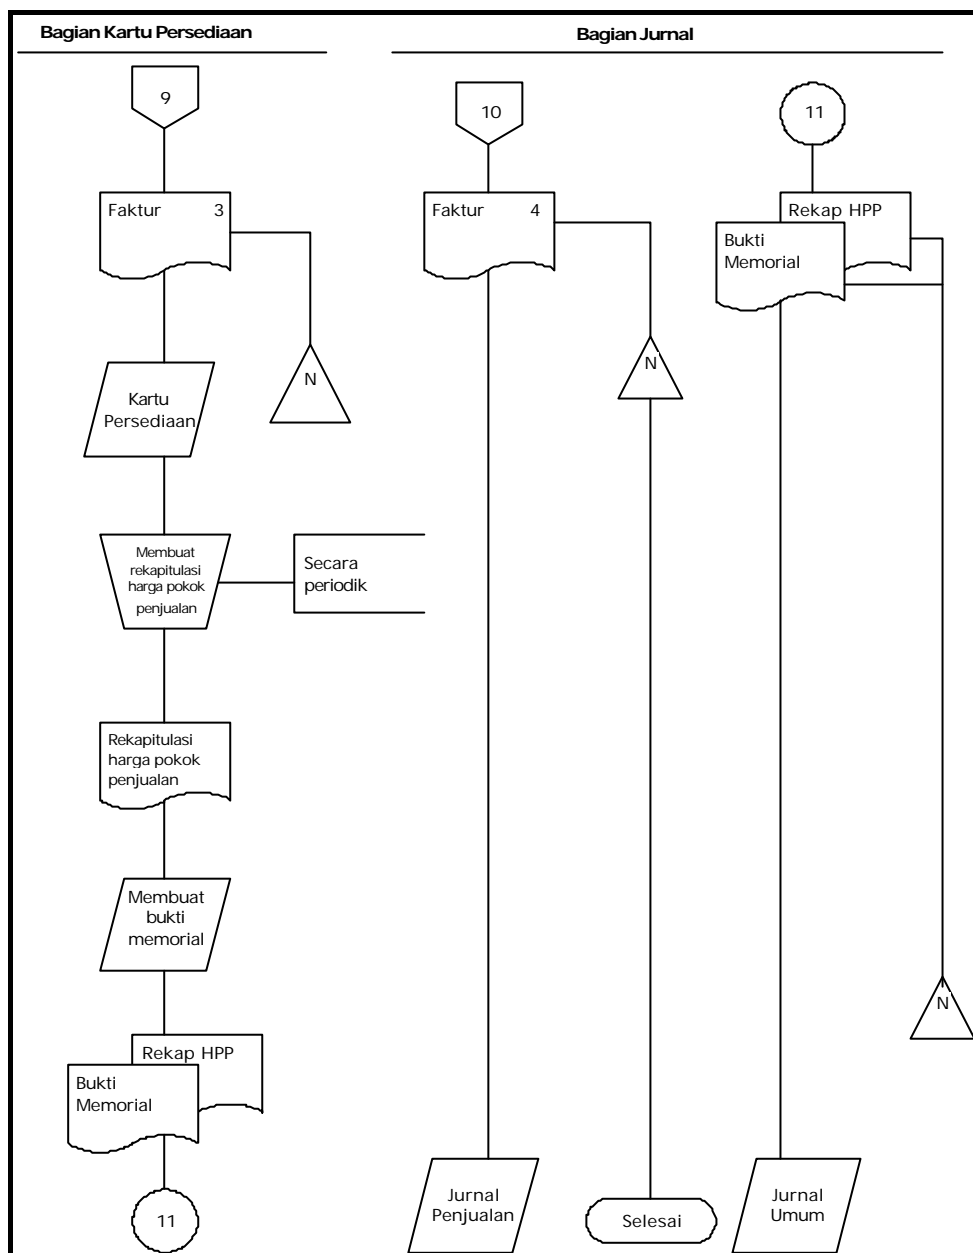 Bagian Kartu Persediaan
9
Faktur 3
N
Kartu
Persediaan
Membuat
rekapitulasi
harga pokok
penjualan
Secara
periodik
Rekapitulasi
harga pokok
penjualan
Membuat
bukti
memorial
Rekap HPP
Bukti
Memorial
11
Bagian Jurnal
10
Faktur 4
N
Jurnal
Penjualan
Selesai
11
Rekap HPP
Bukti
Memorial
N
Jurnal
Umum